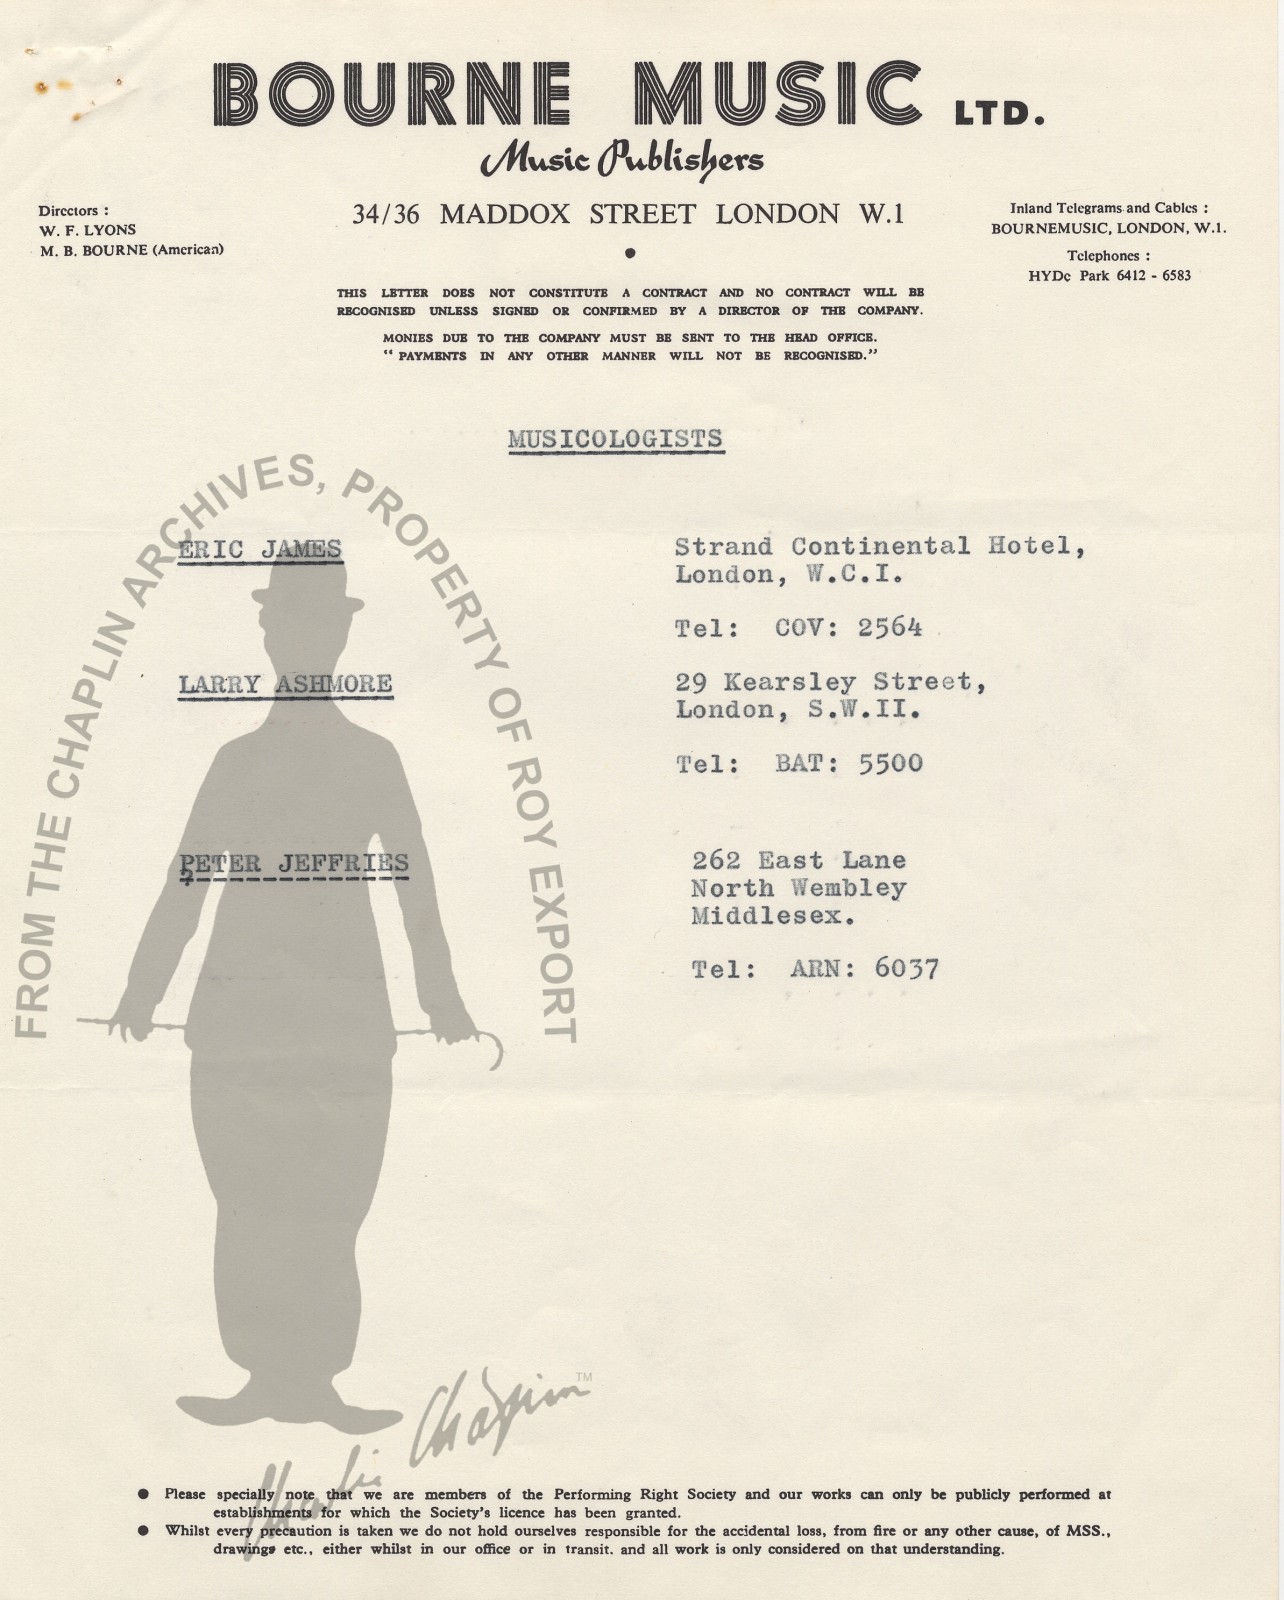 BOURNE MUSIC LTD.
Music Publishers
Directors :
W. F. LYONS
M. B. BOURNE (American)
34/36 MADDOX STREET LONDON W.1
Inland Telegrams and Cables :
BOURNEMUSIC, LONDON, W.1.
Telephones :
HYDe Park 6412 - 6583
THIS LETTER DOES NOT CONSTITUTE A CONTRACT AND NO CONTRACT WILL BE
RECOGNISED UNLESS SIGNED OR CONFIRMED BY A DIRECTOR OF THE COMPANY.
MONIES DUE TO THE COMPANY MUST BE SENT TO THE HEAD OFFICE.
“ PAYMENTS IN ANY OTHER MANNER WILL NOT BE RECOGNISED.”
MUSICOLOGISTS
FROM THE CHAPLIN ARCHIVES, PROPERTY OF ROY EXPORT
ERIC JAMES
Strand Continental Hotel,
London, W.C.I.
Tel: COV: 2564
LARRY ASHMORE
29 Kearsley Street,
London, S.W.II.
Tel: BAT: 5500
PETER JEFFRIES
262 East Lane
North Wembley
Middlesex.
Tel: ARN: 6037
Charlie Chaplin TM
● Please specially note that we are members of the Performing Right Society and our works can only be publicly performed at
establishments for which the Society's licence has been granted.
● Whilst every precaution is taken we do not hold ourselves responsible for the accidental loss, from fire or any other cause, of MSS.,
drawings etc., either whilst in our office or in transit. and all work is only considered on that understanding.